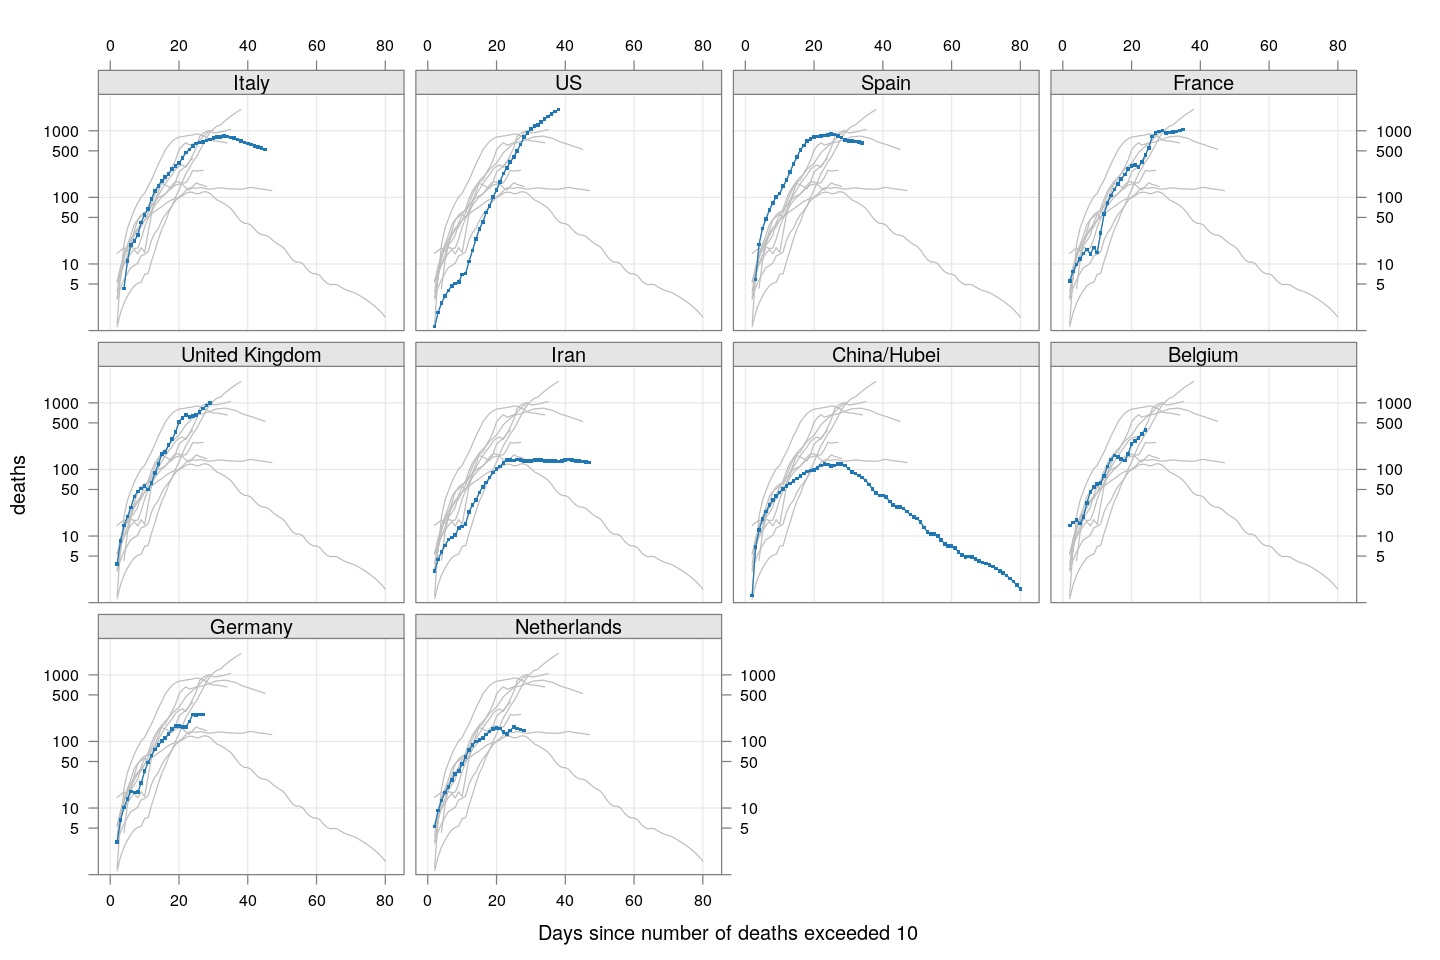 0 20 40 60 80 0 20 40 60 80 0 20 40 60 80 0 20 40 60 80
Italy US Spain France
1000 1000
500 500
100 100
50 50
10 10
5 5
United Kingdom Iran China/Hubei Belgium
1000 1000
500 500
100 100
50 50
10 10
5 5
deaths
Germany Netherlands
1000 1000
500 500
100 100
50 50
10 10
5 5
0 20 40 60 80 0 20 40 60 80
Days since number of deaths exceeded 10